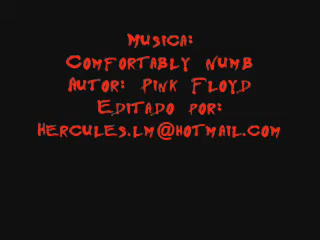 Musica:
Comfortably Numb
Autor: Pink Floyd
Editado por:
Hercules.lm@hotmail.com